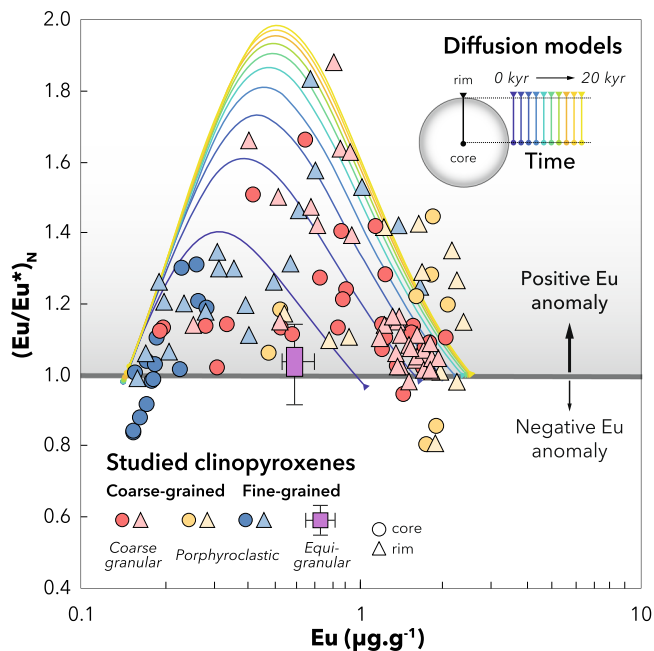 2.0
1.8
1.6
1.4
1.2
1.0
0.8
0.6
0.4
(Eu/Eu*)N
Diffusion models
rim
0 kyr
20 kyr
core
Time
Positive Eu
anomaly
Negative Eu
anomaly
Studied clinopyroxenes
Coarse-grained Fine-grained
Coarse
granular
Porphyroclastic
Equi-
granular
core
rim
0.1
1
10
Eu (µg.g-1)